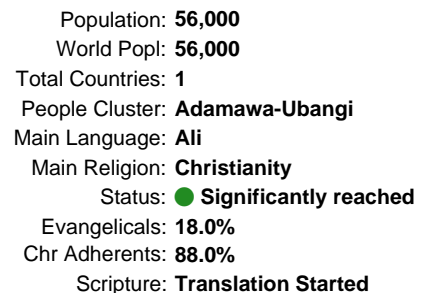 Population: 56,000
World Popl: 56,000
Total Countries: 1
People Cluster: Adamawa-Ubangi
Main Language: Ali
Main Religion: Christianity
Status: Significantly reached
Evangelicals: 18.0%
Chr Adherents: 88.0%
Scripture: Translation Started